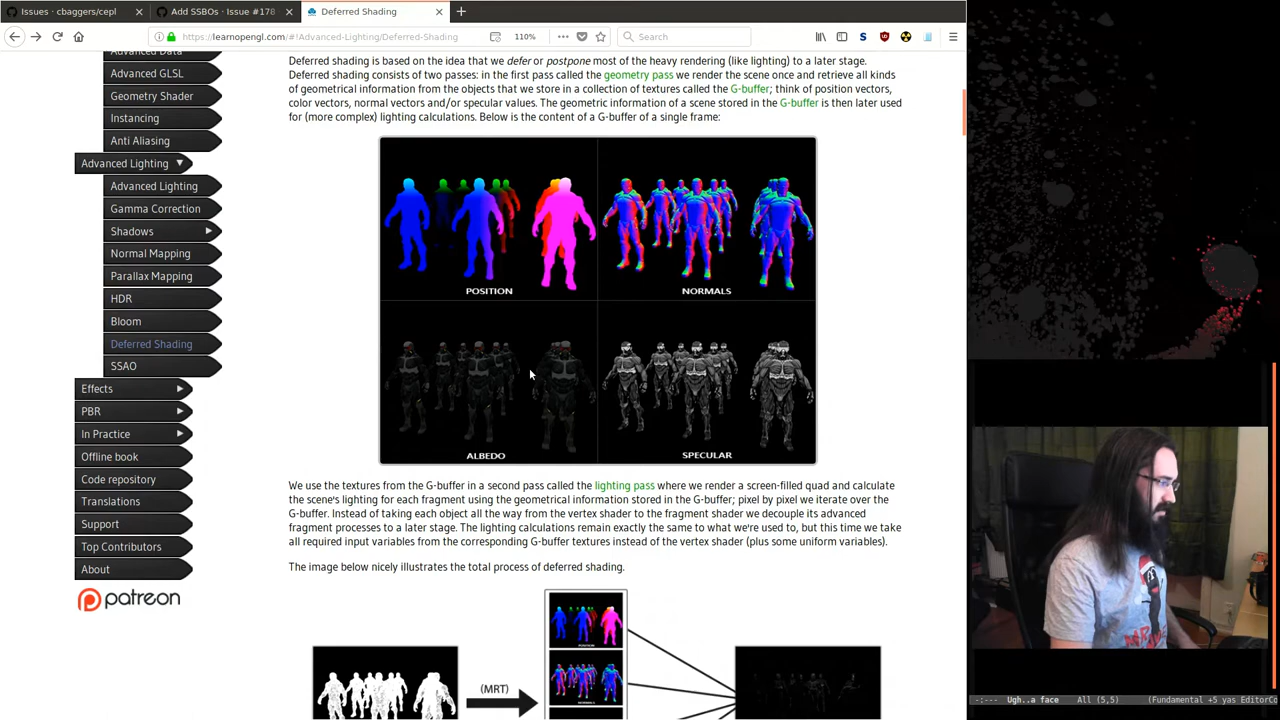 Issues · cbaggers/cepl
Add SSBOs · Issue #178
Deferred Shading
https://learnopengl.com/#!Advanced-Lighting/Deferred-Shading
110%
Search
Advanced Data
Advanced GLSL
Geometry Shader
Instancing
Anti Aliasing
Advanced Lighting
Advanced Lighting
Gamma Correction
Shadows
Normal Mapping
Parallax Mapping
HDR
Bloom
Deferred Shading
SSAO
Effects
PBR
In Practice
Offline book
Code repository
Translations
Support
Top Contributors
About
patreon
Deferred shading is based on the idea that we defer or postpone most of the heavy rendering (like lighting) to a later stage.
Deferred shading consists of two passes: in the first pass called the geometry pass we render the scene once and retrieve all kinds
of geometrical information from the objects that we store in a collection of textures called the G-buffer; think of position vectors,
color vectors, normal vectors and/or specular values. The geometric information of a scene stored in the G-buffer is then later used
for (more complex) lighting calculations. Below is the content of a G-buffer of a single frame:
POSITION
NORMALS
ALBEDO
SPECULAR
We use the textures from the G-buffer in a second pass called the lighting pass where we render a screen-filled quad and calculate
the scene's lighting for each fragment using the geometrical information stored in the G-buffer; pixel by pixel we iterate over the
G-buffer. Instead of taking each object all the way from the vertex shader to the fragment shader we decouple its advanced
fragment processes to a later stage. The lighting calculations remain exactly the same to what we're used to, but this time we take
all required input variables from the corresponding G-buffer textures instead of the vertex shader (plus some uniform variables).
The image below nicely illustrates the total process of deferred shading.
(MRT)
POSITION
-:--- Ugh..a face All (5,5) (Fundamental +5 yas EditorCo